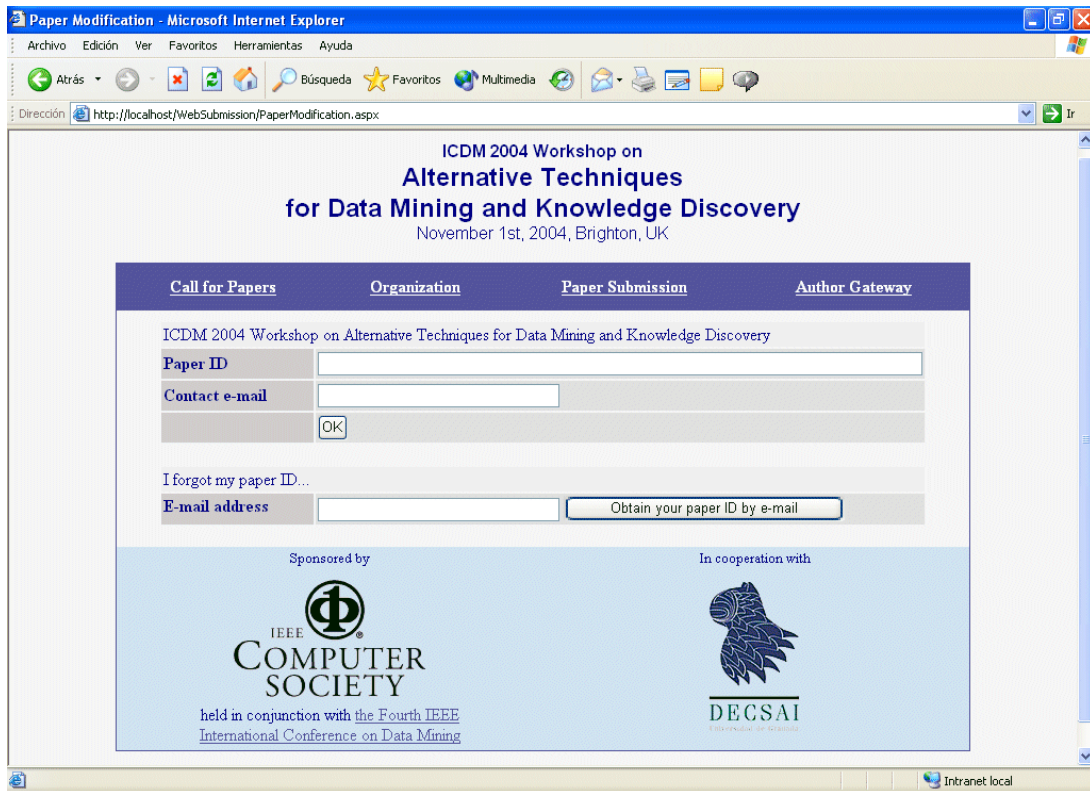 Paper Modification - Microsoft Internet Explorer
Archivo Edición Ver Favoritos Herramientas Ayuda
Atrás Búsqueda Favoritos Multimedia
Dirección http://localhost/WebSubmission/PaperModification.aspx Ir
ICDM 2004 Workshop on
Alternative Techniques
for Data Mining and Knowledge Discovery
November 1st, 2004, Brighton, UK
Call for Papers Organization Paper Submission Author Gateway
ICDM 2004 Workshop on Alternative Techniques for Data Mining and Knowledge Discovery
Paper ID
Contact e-mail
OK
I forgot my paper ID...
E-mail address Obtain your paper ID by e-mail
Sponsored by
IEEE
COMPUTER
SOCIETY
held in conjunction with the Fourth IEEE
International Conference on Data Mining
In cooperation with
DECSAI
Intranet local